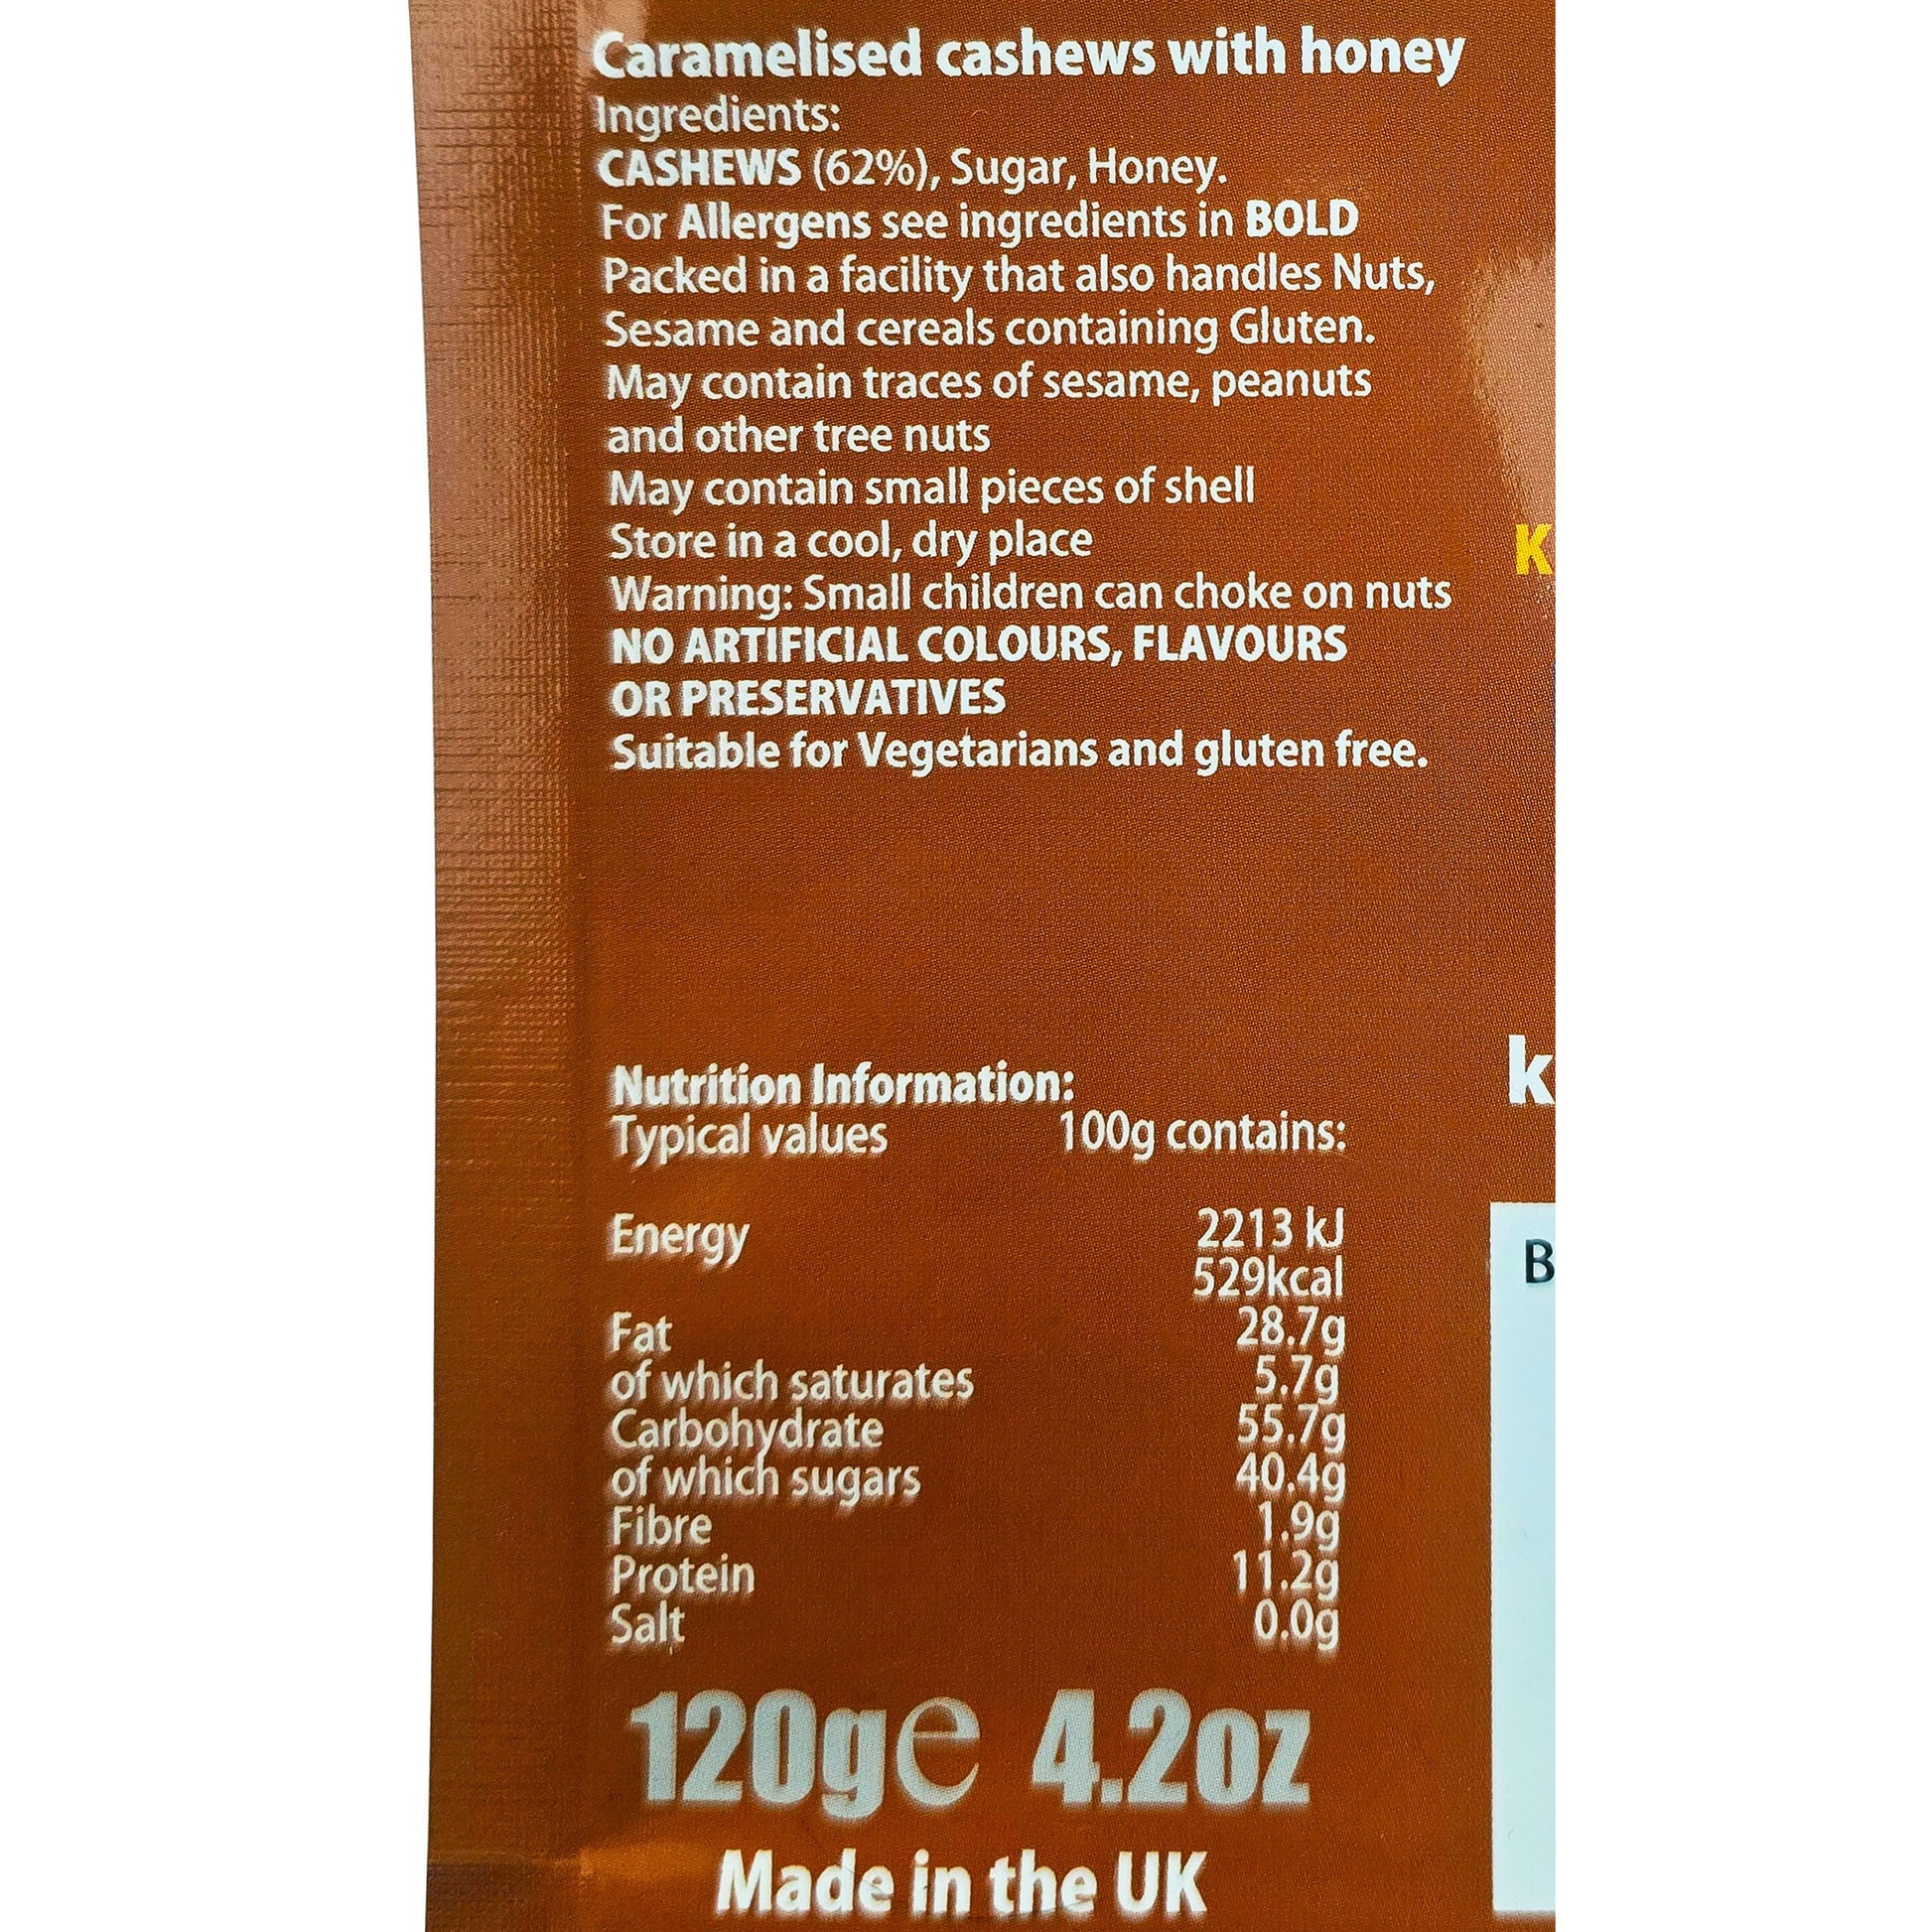 Caramelised cashews with honey
Ingredients:
CASHEWS (62%), Sugar, Honey.
For Allergens see ingredients in BOLD
Packed in a facility that also handles Nuts,
Sesame and cereals containing Gluten.
May contain traces of sesame, peanuts
and other tree nuts
May contain small pieces of shell
Store in a cool, dry place
Warning: Small children can choke on nuts
NO ARTIFICIAL COLOURS, FLAVOURS
OR PRESERVATIVES
Suitable for Vegetarians and gluten free.
K
k
B
Nutrition Information:
Typical values 100g contains:
Energy 2213 kJ
529kcal
Fat 28.7g
of which saturates 5.7g
Carbohydrate 55.7g
of which sugars 40.4g
Fibre 1.9g
Protein 11.2g
Salt 0.0g
120g℮ 4.2oz
Made in the UK